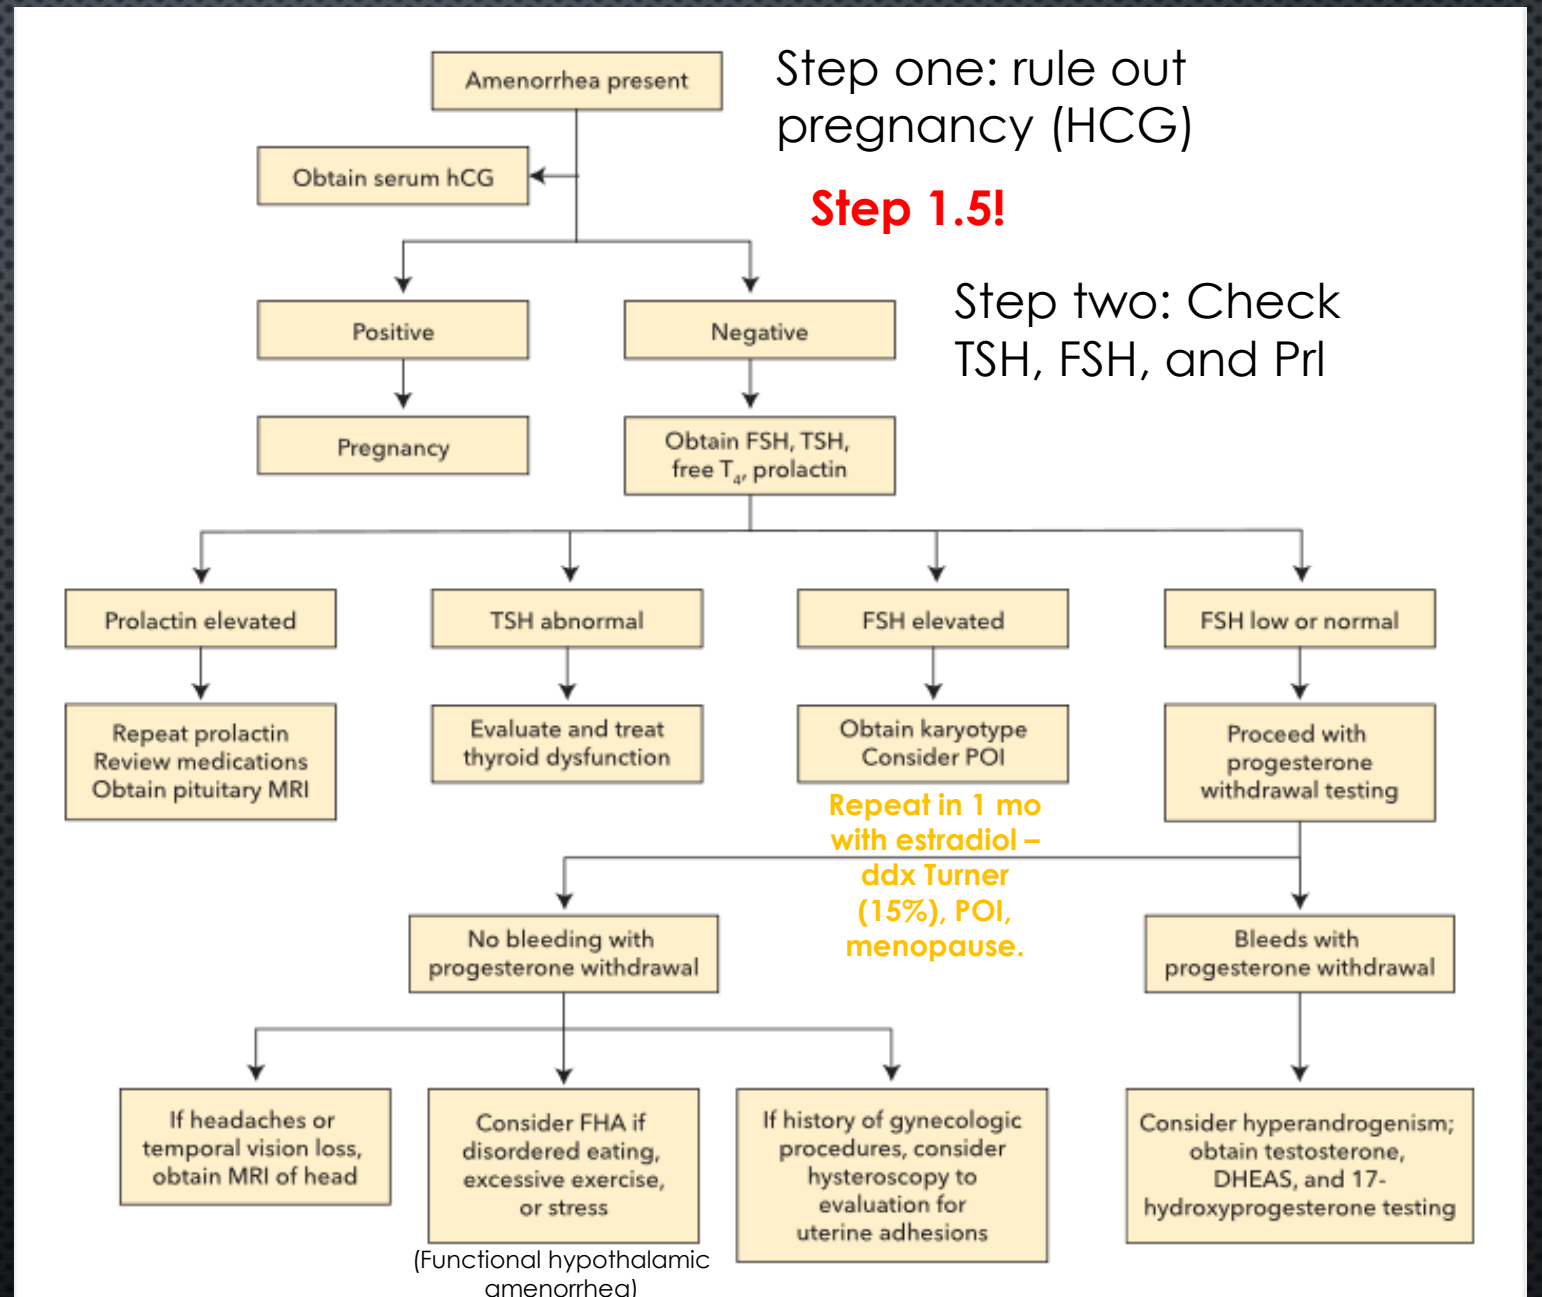 Amenorrhea present
Step one: rule out
pregnancy (HCG)
Obtain serum hCG
Step 1.5!
Positive
Negative
Step two: Check
TSH, FSH, and Prl
Pregnancy
Obtain FSH, TSH,
free T₄, prolactin
Prolactin elevated
TSH abnormal
FSH elevated
FSH low or normal
Repeat prolactin
Review medications
Obtain pituitary MRI
Evaluate and treat
thyroid dysfunction
Obtain karyotype
Consider POI
Proceed with
progesterone
withdrawal testing
Repeat in 1 mo
with estradiol –
ddx Turner
(15%), POI,
menopause.
No bleeding with
progesterone withdrawal
Bleeds with
progesterone withdrawal
If headaches or
temporal vision loss,
obtain MRI of head
Consider FHA if
disordered eating,
excessive exercise,
or stress
(Functional hypothalamic
amenorrhea)
If history of gynecologic
procedures, consider
hysteroscopy to
evaluation for
uterine adhesions
Consider hyperandrogenism;
obtain testosterone,
DHEAS, and 17-
hydroxyprogesterone testing